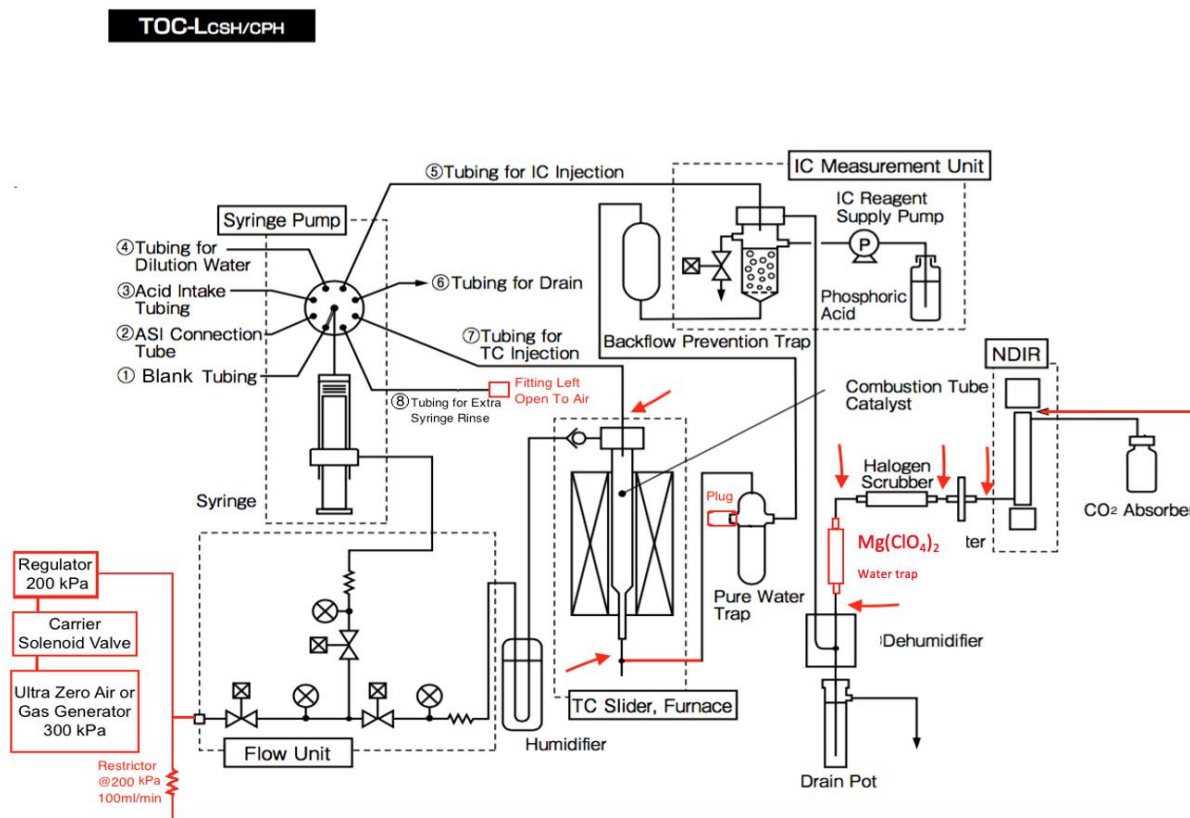 TOC-LCSH/CPH
⑤Tubing for IC Injection
IC Measurement Unit
IC Reagent
Supply Pump
P
Phosphoric
Acid
Syringe Pump
④Tubing for
Dilution Water
③Acid Intake
Tubing
②ASI Connection
Tube
① Blank Tubing
⑥Tubing for Drain
⑦Tubing for
TC Injection
⑧Tubing for Extra
Syringe Rinse
Fitting Left
Open To Air
Backflow Prevention Trap
NDIR
Combustion Tube
Catalyst
Halogen
Scrubber
CO2 Absorber
Syringe
Plug
Mg(ClO4)2
Water trap
ter
Pure Water
Trap
Regulator
200 kPa
Carrier
Solenoid Valve
Ultra Zero Air or
Gas Generator
300 kPa
Restrictor
@200 kPa
100ml/min
Flow Unit
Humidifier
TC Slider, Furnace
Dehumidifier
Drain Pot